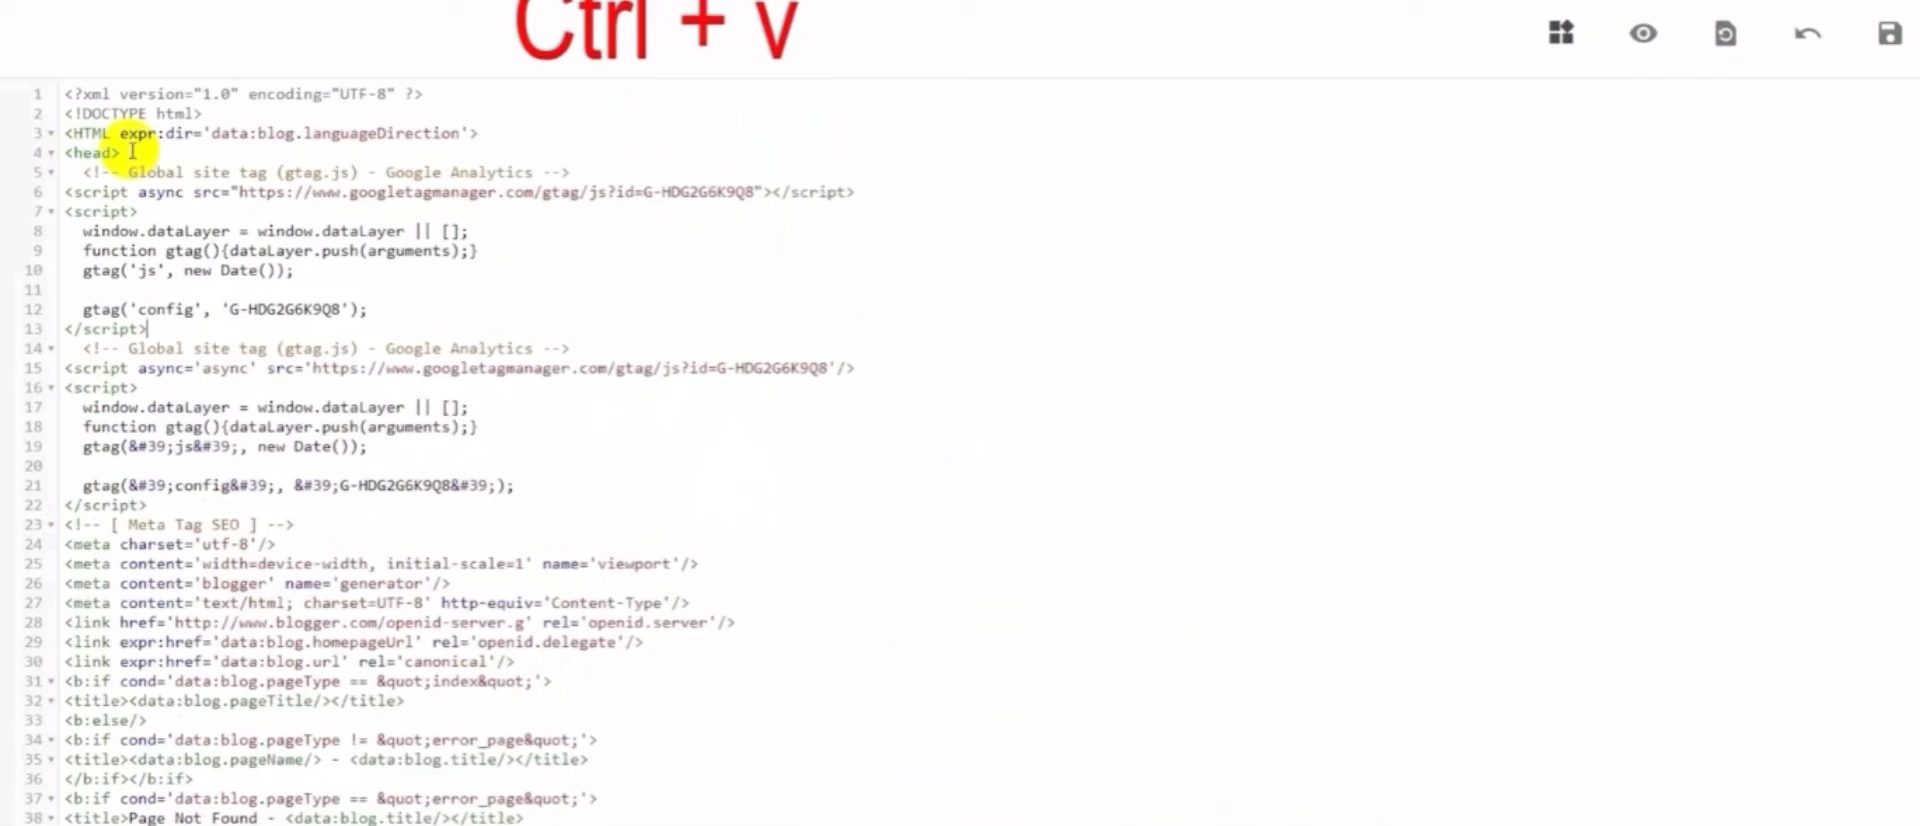 Ctrl + v
1 <?xml version="1.0" encoding="UTF-8" ?>
2 <!DOCTYPE html>
3 <HTML expr:dir='data:blog.languageDirection'>
4 <head>
5 <!-- Global site tag (gtag.js) - Google Analytics -->
6 <script async src="https://www.googletagmanager.com/gtag/js?id=G-HDG2G6K9Q8"></script>
7 <script>
8 window.dataLayer = window.dataLayer || [];
9 function gtag(){dataLayer.push(arguments);}
10 gtag('js', new Date());
11
12 gtag('config', 'G-HDG2G6K9Q8');
13 </script>
14 <!-- Global site tag (gtag.js) - Google Analytics -->
15 <script async='async' src='https://www.googletagmanager.com/gtag/js?id=G-HDG2G6K9Q8'/>
16 <script>
17 window.dataLayer = window.dataLayer || [];
18 function gtag(){dataLayer.push(arguments);}
19 gtag(&#39;js&#39;, new Date());
20
21 gtag(&#39;config&#39;, &#39;G-HDG2G6K9Q8&#39;);
22 </script>
23 <!-- [ Meta Tag SEO ] -->
24 <meta charset='utf-8'/>
25 <meta content='width=device-width, initial-scale=1' name='viewport'/>
26 <meta content='blogger' name='generator'/>
27 <meta content='text/html; charset=UTF-8' http-equiv='Content-Type'/>
28 <link href='http://www.blogger.com/openid-server.g' rel='openid.server'/>
29 <link expr:href='data:blog.homepageUrl' rel='openid.delegate'/>
30 <link expr:href='data:blog.url' rel='canonical'/>
31 <b:if cond='data:blog.pageType == &quot;index&quot;'>
32 <title><data:blog.pageTitle/></title>
33 <b:else/>
34 <b:if cond='data:blog.pageType != &quot;error_page&quot;'>
35 <title><data:blog.pageName/> - <data:blog.title/></title>
36 </b:if></b:if>
37 <b:if cond='data:blog.pageType == &quot;error_page&quot;'>
38 <title>Page Not Found - <data:blog.title/></title>